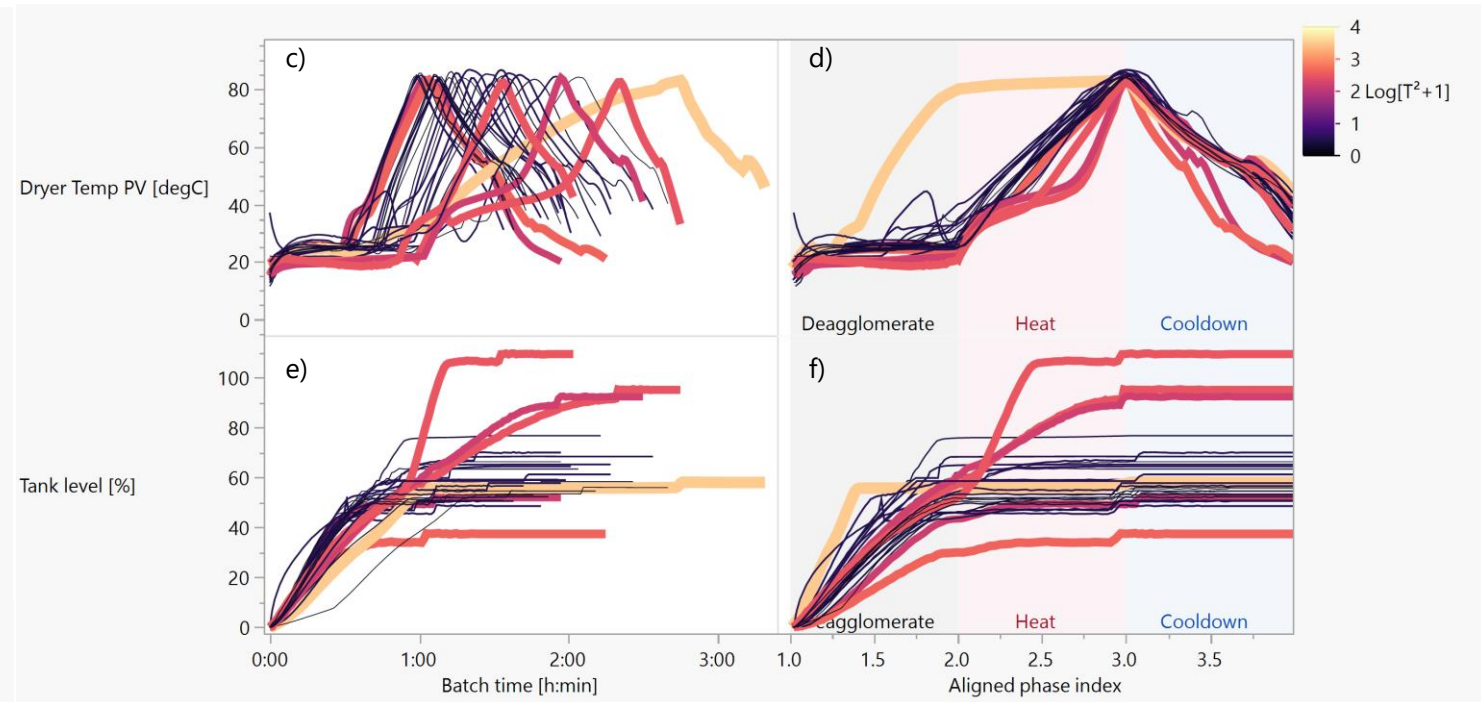 c)
d)
80
60
40
20
0
Dryer Temp PV [degC]
Deagglomerate
Heat
Cooldown
4
3
2
1
0
Log[T²+1]
e)
f)
100
80
60
40
20
0
Tank level [%]
eagglomerate
Heat
Cooldown
0:00
1:00
2:00
3:00
1.0
1.5
2.0
2.5
3.0
3.5
Batch time [h:min]
Aligned phase index